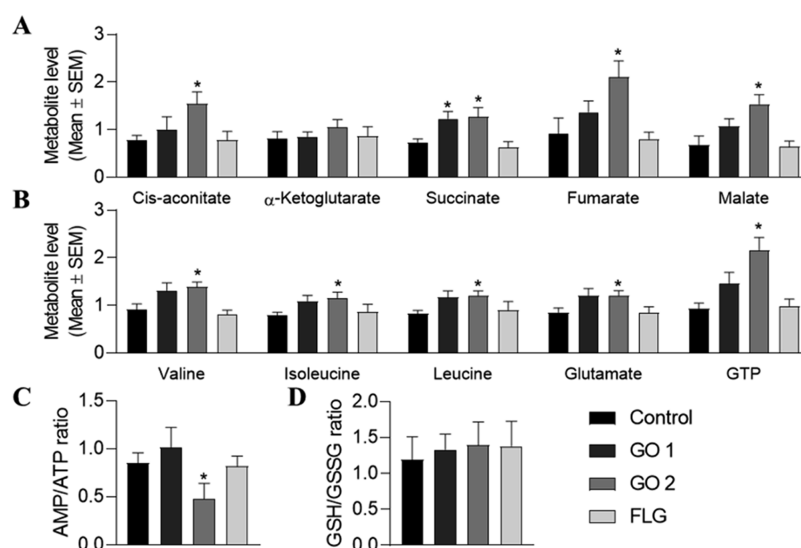 A
Metabolite level
(Mean ± SEM)
3
2
1
0
*
*
*
*
*
Cis-aconitate
α-Ketoglutarate
Succinate
Fumarate
Malate
B
Metabolite level
(Mean ± SEM)
3
2
1
0
*
*
*
*
*
Valine
Isoleucine
Leucine
Glutamate
GTP
C
AMP/ATP ratio
1.5
1.0
0.5
0.0
*
D
GSH/GSSG ratio
2.0
1.5
1.0
0.5
0.0
Control
GO 1
GO 2
FLG